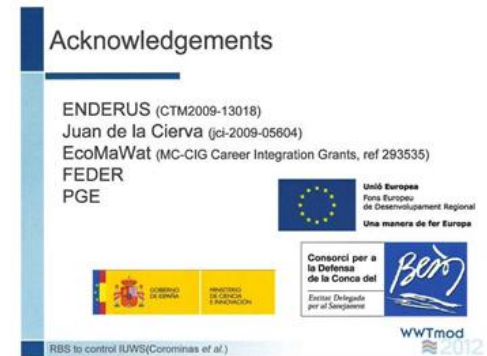 Acknowledgements
ENDERUS (CTM2009-13018)
Juan de la Cierva (jci-2009-05604)
EcoMaWat (MC-CIG Career Integration Grants, ref 293535)
FEDER
PGE
Unió Europea
Fons Europeu
de Desenvolupament Regional
Una manera de fer Europa
GOBIERNO
DE ESPAÑA
MINISTERIO
DE CIENCIA
E INNOVACIÓN
Consorci per a
la Defensa
de la Conca del
Besòs
Entitat Delegada
per al Sanejament
WWTmod
2012
RBS to control IUWS(Corominas et al.)